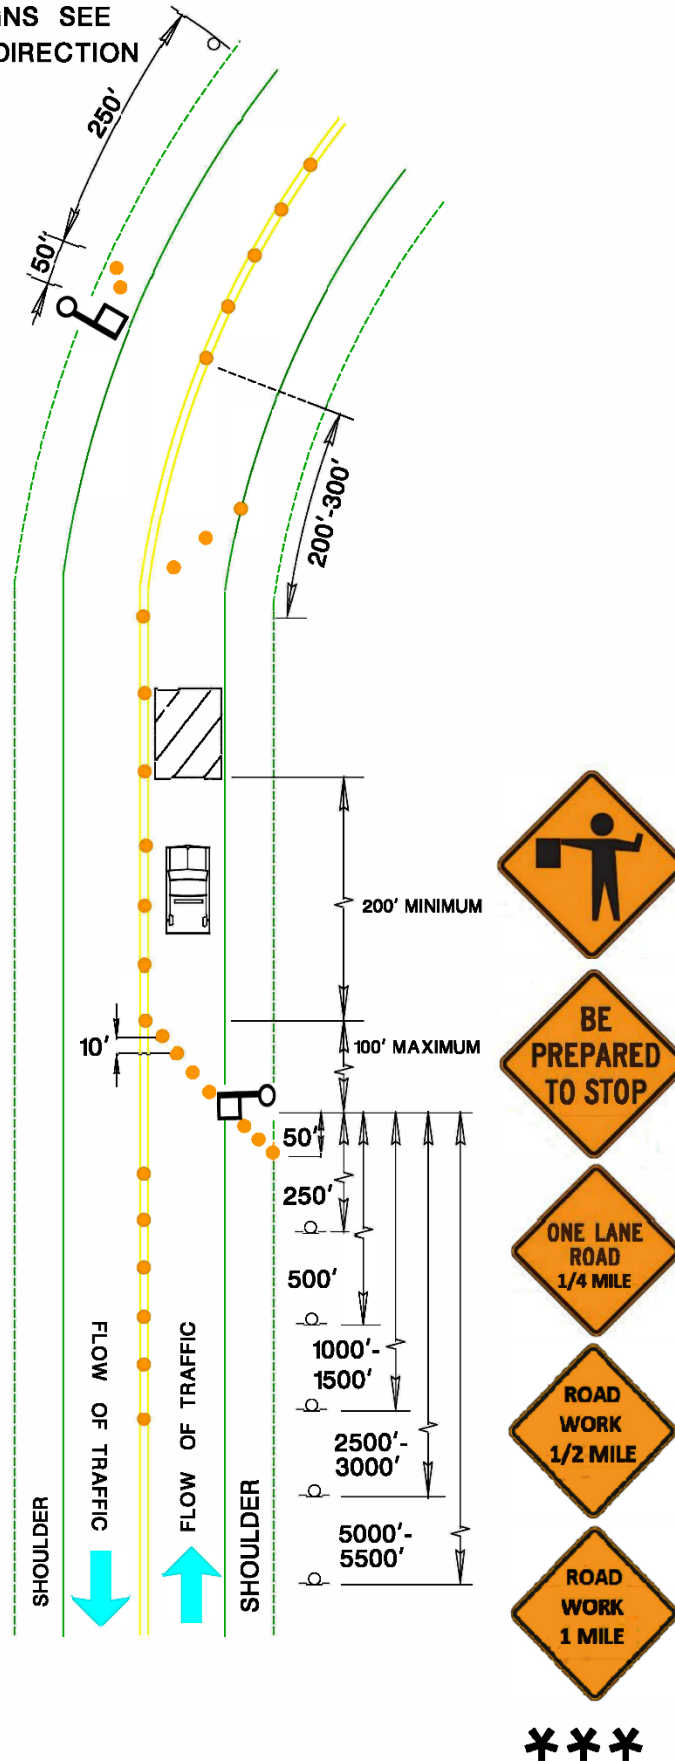 SEE
DIRECTION
250'
50'
200'-300'
200' MINIMUM
10'
100' MAXIMUM
50'
250'
500'
1000'-
1500'
2500'-
3000'
5000'-
5500'
FLOW OF TRAFFIC
FLOW OF TRAFFIC
SHOULDER
SHOULDER
BE
PREPARED
TO STOP
ONE LANE
ROAD
1/4 MILE
ROAD
WORK
1/2 MILE
ROAD
WORK
1 MILE
***